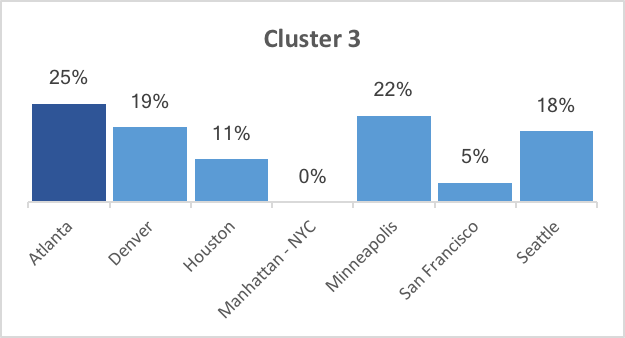 Cluster 3
25%
19%
11%
0%
22%
5%
18%
Atlanta
Denver
Houston
Manhattan - NYC
Minneapolis
San Francisco
Seattle